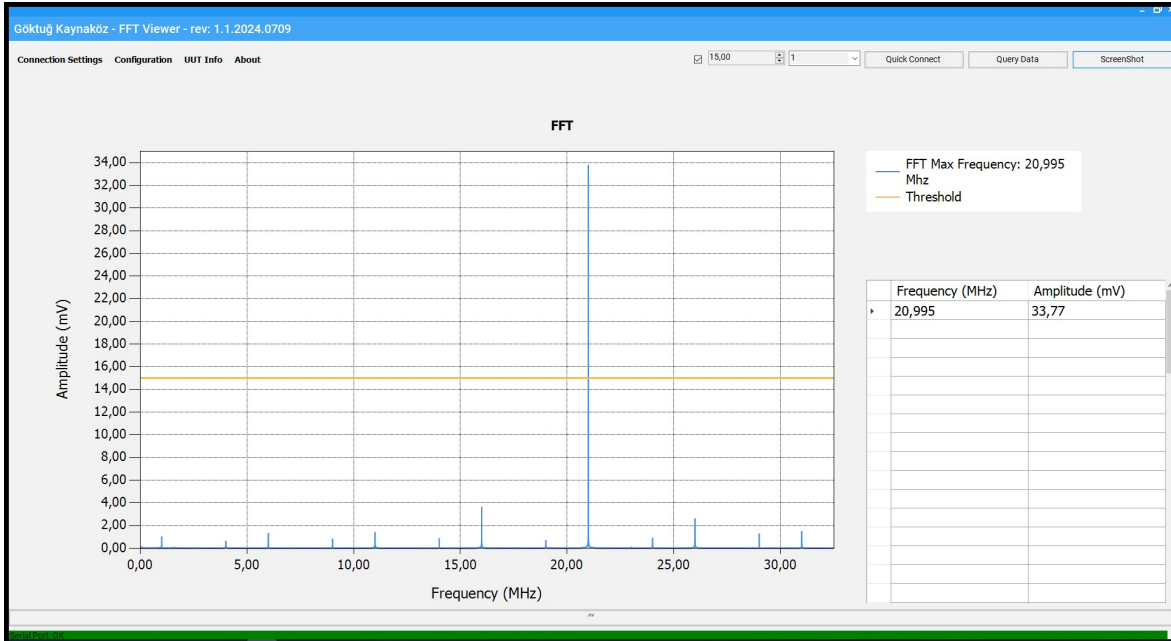 Göktuğ Kaynaköz - FFT Viewer - rev: 1.1.2024.0709
Connection Settings Configuration UUT Info About
15,00
1
Quick Connect
Query Data
ScreenShot
FFT
34,00
32,00
30,00
28,00
26,00
24,00
22,00
20,00
18,00
16,00
14,00
12,00
10,00
8,00
6,00
4,00
2,00
0,00
Amplitude (mV)
0,00 5,00 10,00 15,00 20,00 25,00 30,00
Frequency (MHz)
FFT Max Frequency: 20,995
Mhz
Threshold
Frequency (MHz) Amplitude (mV)
20,995 33,77
Serial Port: OK